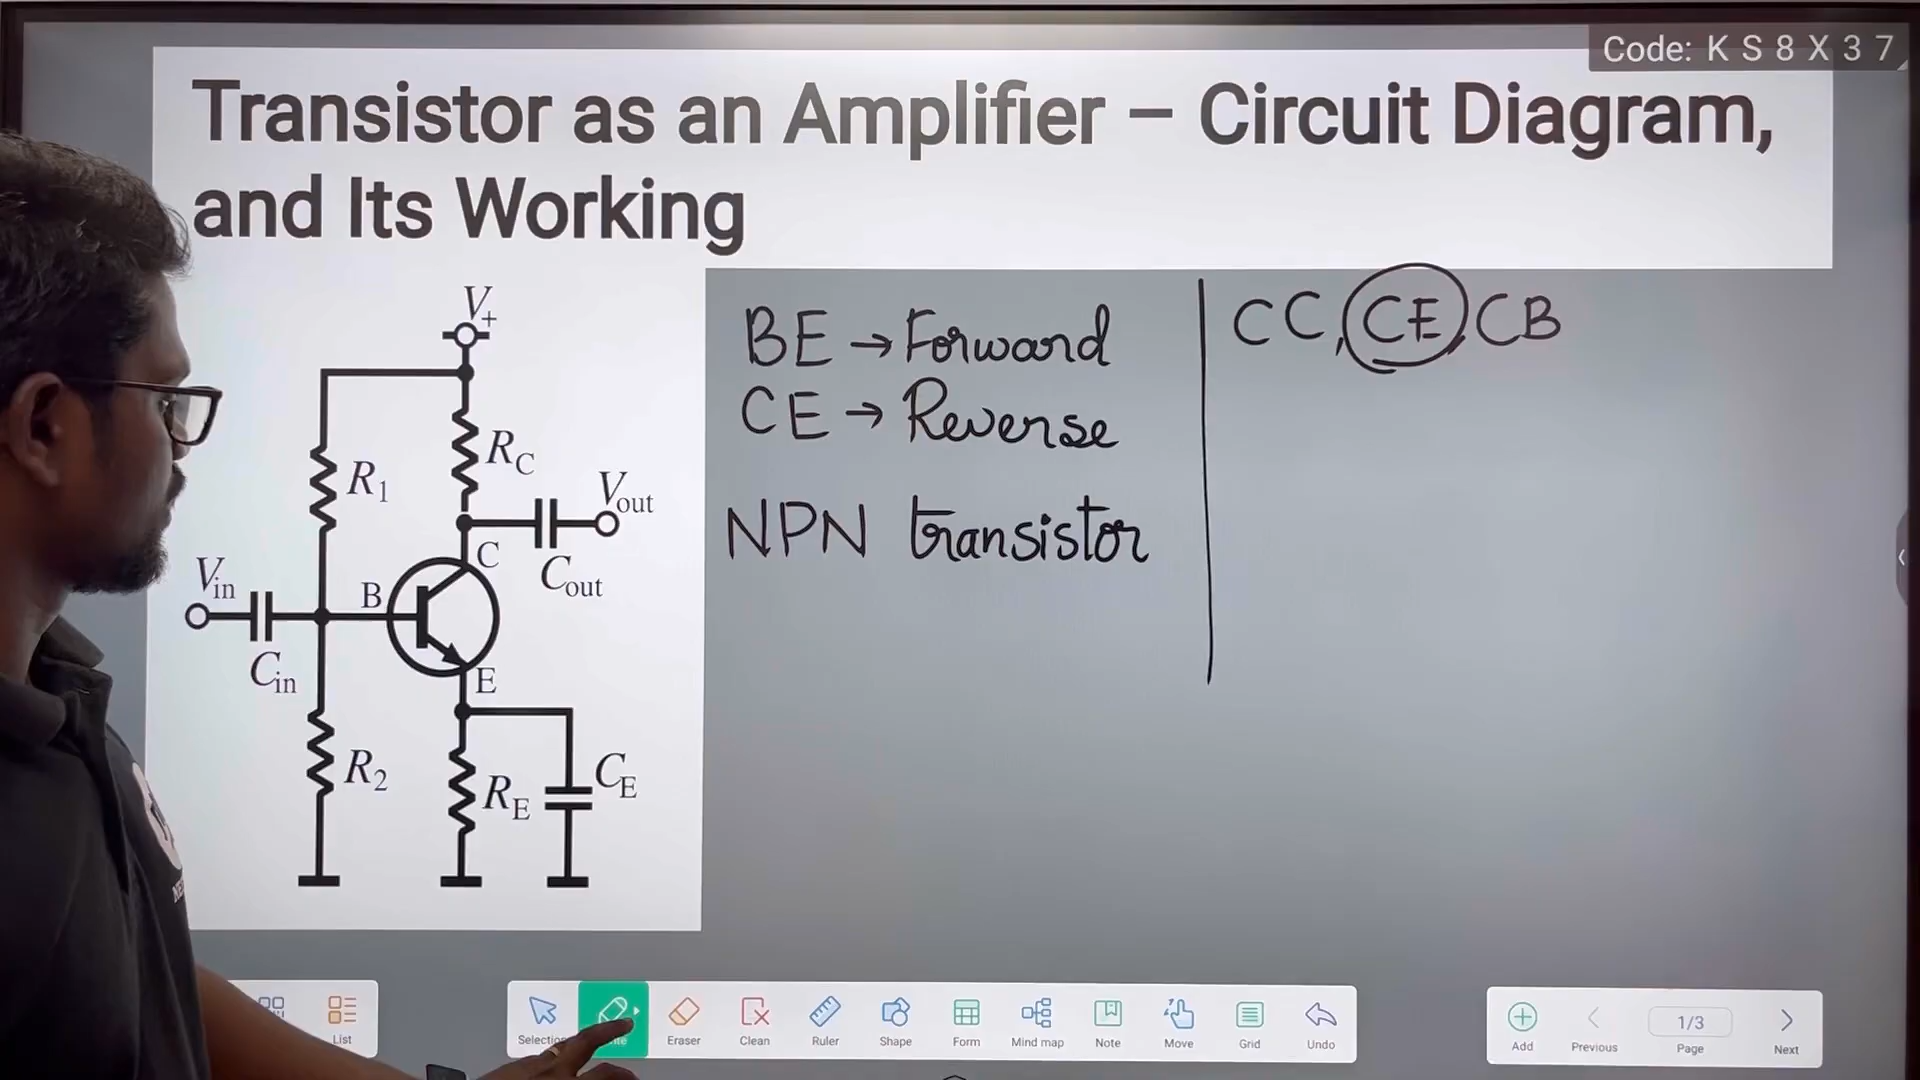 Code: K S 8 X 3 7
Transistor as an Amplifier – Circuit Diagram,
and Its Working
V+
R1
RC
Vout
C
Cout
Vin
B
Cin
E
R2
RE
CE
BE → Forward
CE → Reverse
NPN transistor
CC, CE, CB
List
Selection
Eraser
Clean
Ruler
Shape
Form
Mind map
Note
Move
Grid
Undo
Add
Previous
1/3
Page
Next